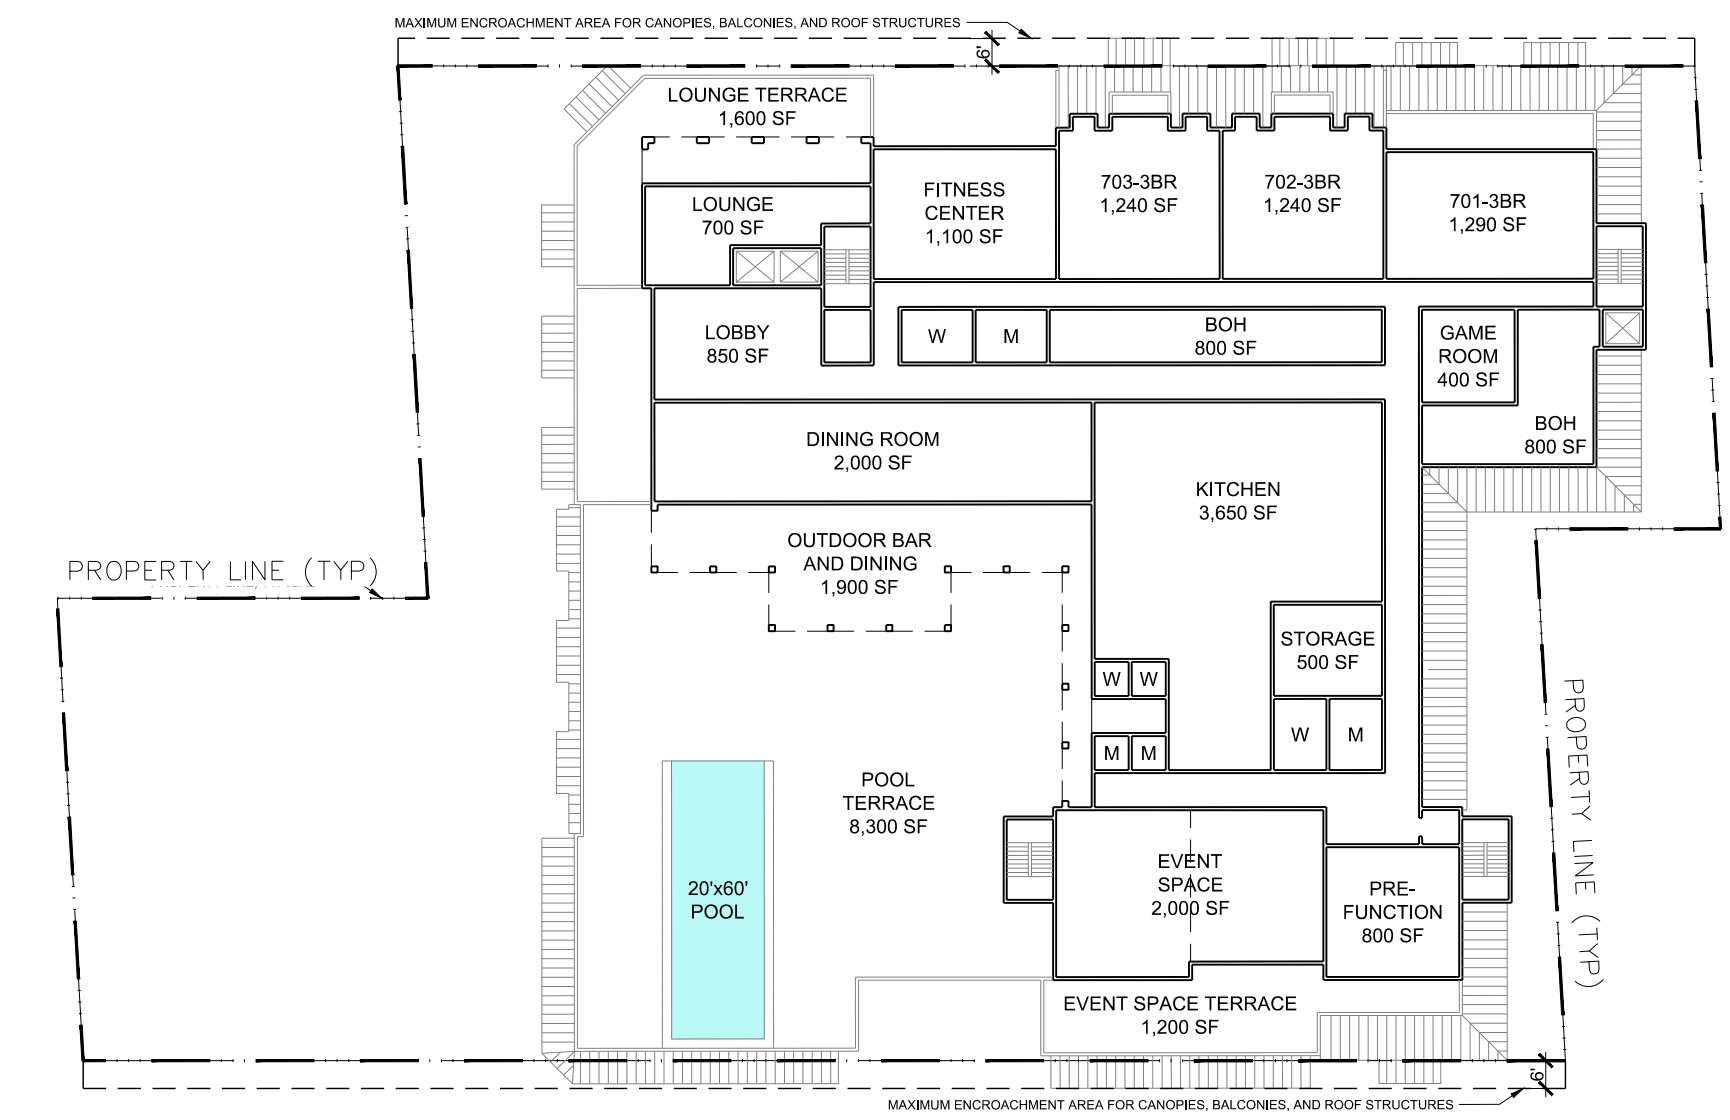 MAXIMUM ENCROACHMENT AREA FOR CANOPIES, BALCONIES, AND ROOF STRUCTURES
6'
LOUNGE TERRACE
1,600 SF
LOUNGE
700 SF
FITNESS
CENTER
1,100 SF
703-3BR
1,240 SF
702-3BR
1,240 SF
701-3BR
1,290 SF
LOBBY
850 SF
W
M
BOH
800 SF
GAME
ROOM
400 SF
BOH
800 SF
DINING ROOM
2,000 SF
KITCHEN
3,650 SF
OUTDOOR BAR
AND DINING
1,900 SF
PROPERTY LINE (TYP)
STORAGE
500 SF
W
W
M
M
W
M
POOL
TERRACE
8,300 SF
PROPERTY LINE (TYP)
20'x60'
POOL
EVENT
SPACE
2,000 SF
PRE-
FUNCTION
800 SF
EVENT SPACE TERRACE
1,200 SF
6'
MAXIMUM ENCROACHMENT AREA FOR CANOPIES, BALCONIES, AND ROOF STRUCTURES